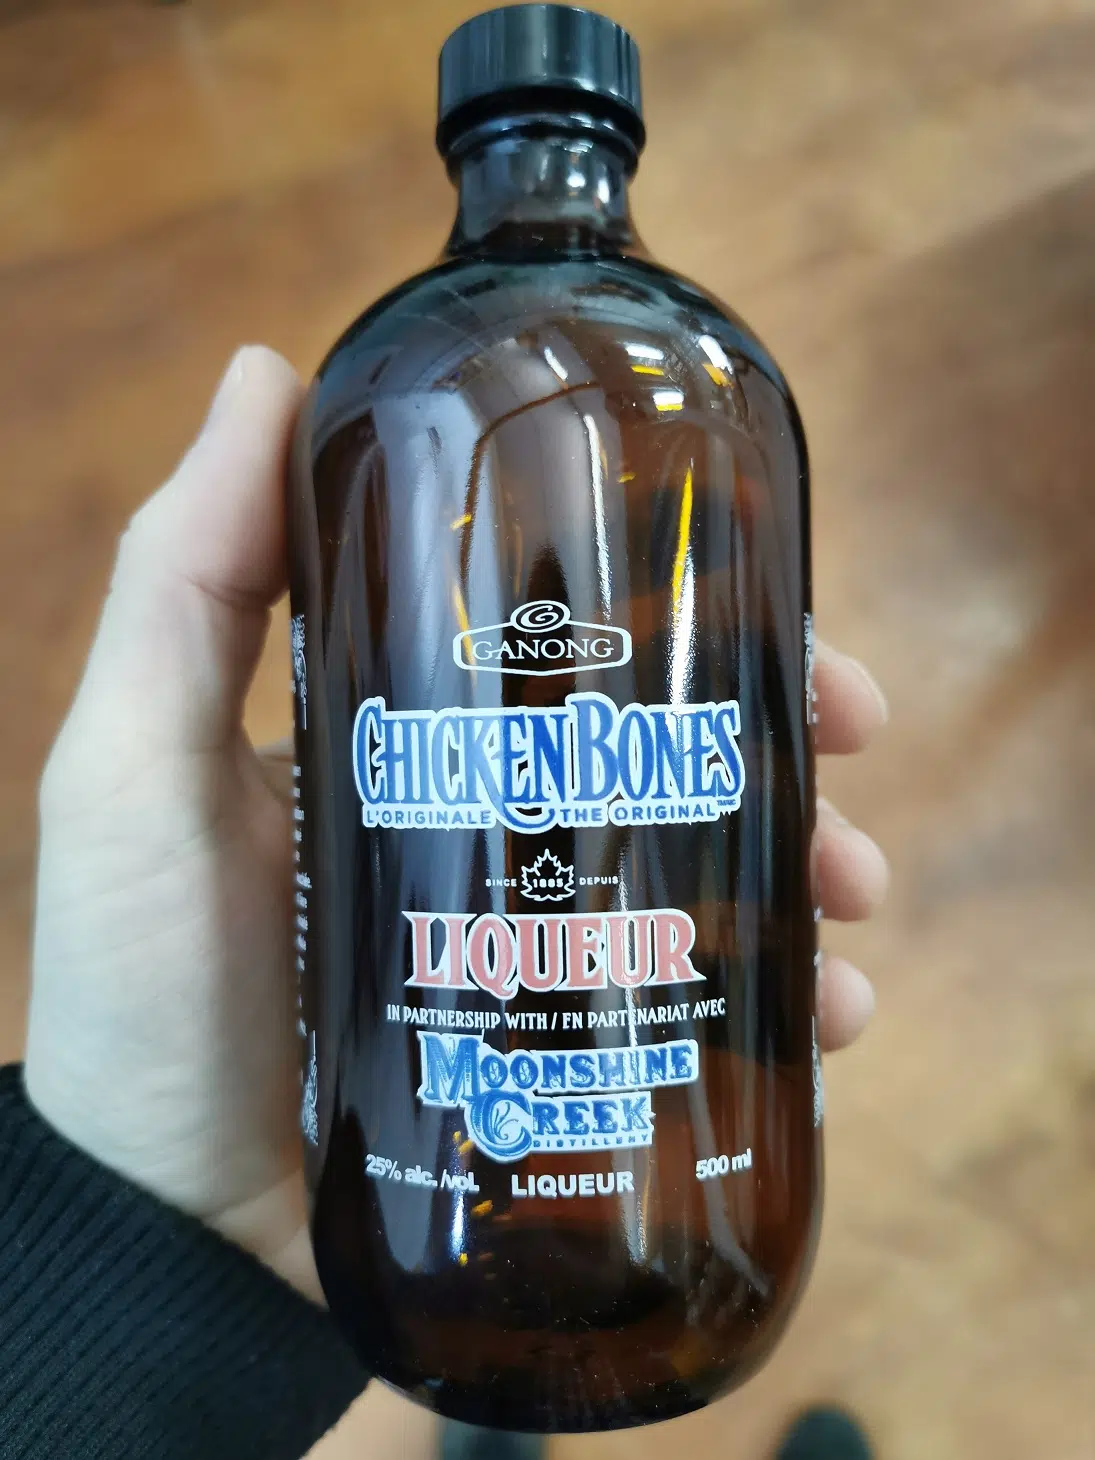 G
GANONG
CHICKEN BONES
L'ORIGINALE THE ORIGINAL
SINCE 1885 DEPUIS
LIQUEUR
IN PARTNERSHIP WITH / EN PARTENARIAT AVEC
MOONSHINE
CREEK
DISTILLERY
25% alc. /vol. LIQUEUR 500 ml